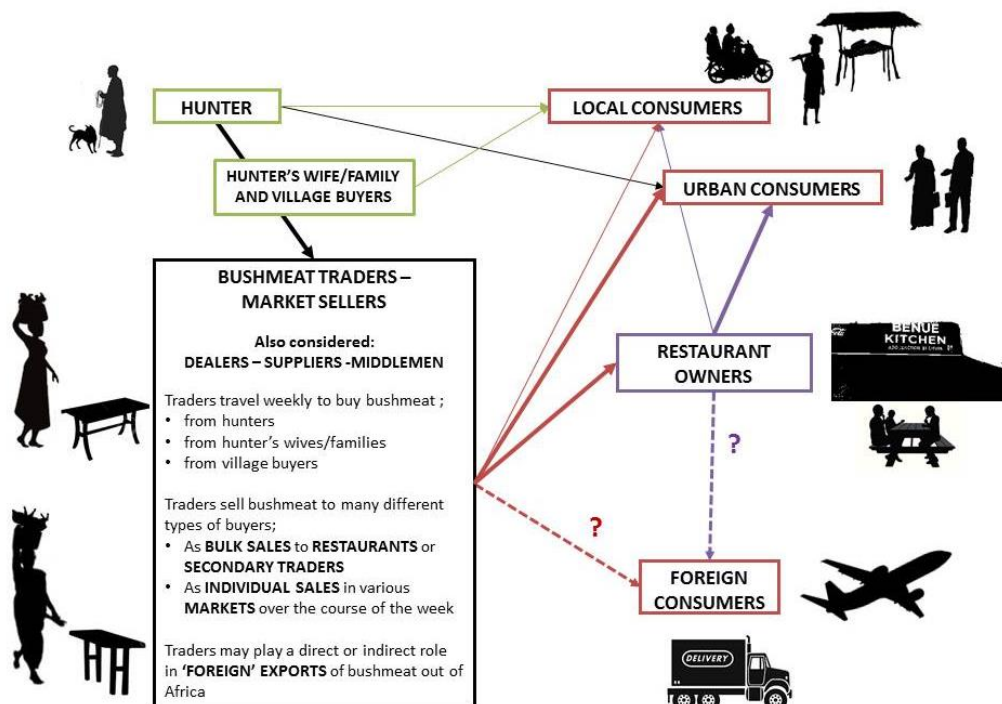 HUNTER
LOCAL CONSUMERS
HUNTER'S WIFE/FAMILY
AND VILLAGE BUYERS
URBAN CONSUMERS
BUSHMEAT TRADERS –
MARKET SELLERS
Also considered:
DEALERS – SUPPLIERS -MIDDLEMEN
Traders travel weekly to buy bushmeat ;
• from hunters
• from hunter's wives/families
• from village buyers
Traders sell bushmeat to many different
types of buyers;
• As BULK SALES to RESTAURANTS or
SECONDARY TRADERS
• As INDIVIDUAL SALES in various
MARKETS over the course of the week
Traders may play a direct or indirect role
in 'FOREIGN' EXPORTS of bushmeat out of
Africa
BENUE
KITCHEN
RESTAURANT
OWNERS
?
?
FOREIGN
CONSUMERS
DELIVERY